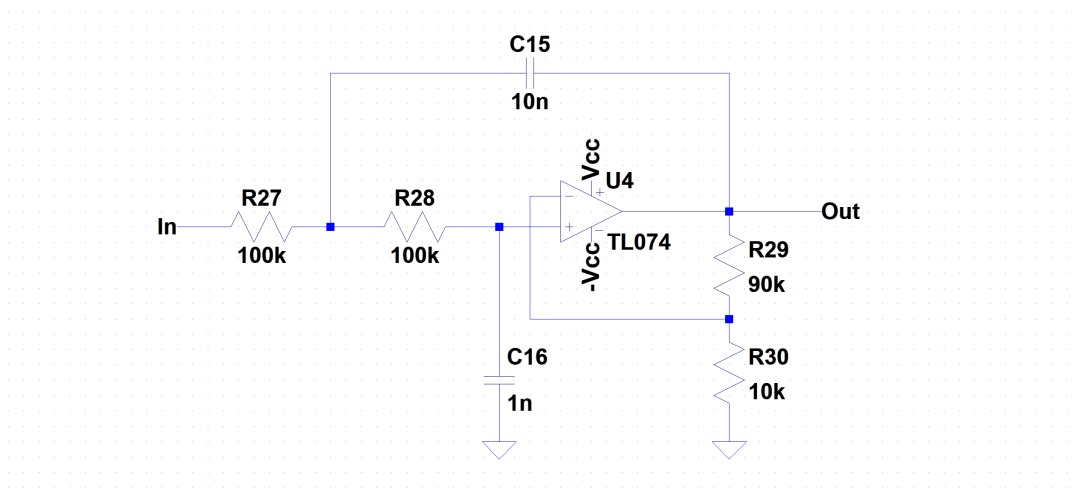 C15
10n
Vcc
U4
R27
R28
In
100k
100k
TL074
-Vcc
Out
R29
90k
C16
1n
R30
10k